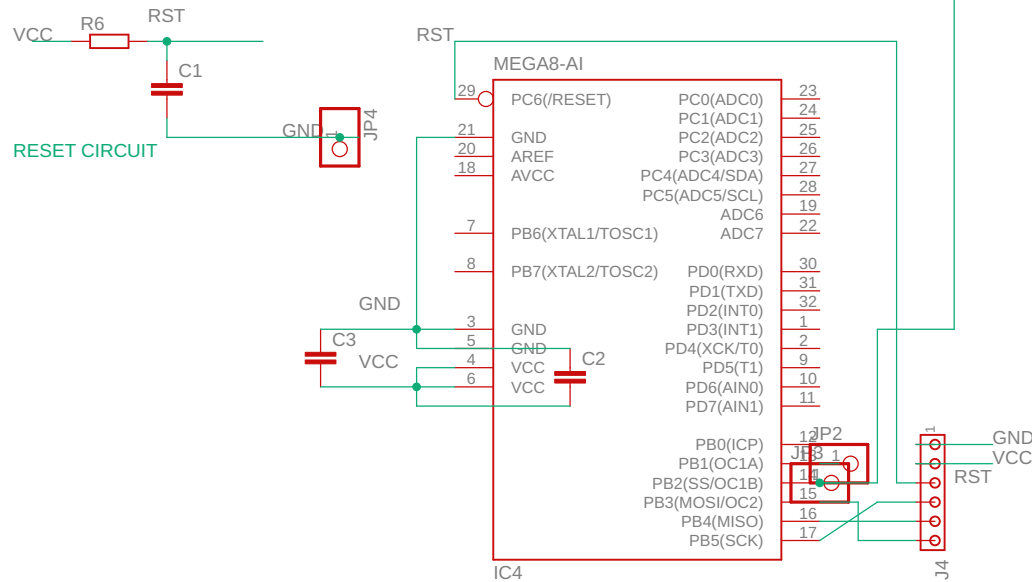 VCC
R6
RST
C1
GND
1
JP4
RESET CIRCUIT
RST
MEGA8-AI
29 PC6(/RESET)
21 GND
20 AREF
18 AVCC
7 PB6(XTAL1/TOSC1)
8 PB7(XTAL2/TOSC2)
GND
3 GND
5 GND
4 VCC
6 VCC
C3
VCC
C2
PC0(ADC0) 23
PC1(ADC1) 24
PC2(ADC2) 25
PC3(ADC3) 26
PC4(ADC4/SDA) 27
PC5(ADC5/SCL) 28
ADC6 19
ADC7 22
PD0(RXD) 30
PD1(TXD) 31
PD2(INT0) 32
PD3(INT1) 1
PD4(XCK/T0) 2
PD5(T1) 9
PD6(AIN0) 10
PD7(AIN1) 11
PB0(ICP) 12
PB1(OC1A) 13
PB2(SS/OC1B) 14
PB3(MOSI/OC2) 15
PB4(MISO) 16
PB5(SCK) 17
JP2
1
JP3
1
1
GND
VCC
RST
J4
IC4